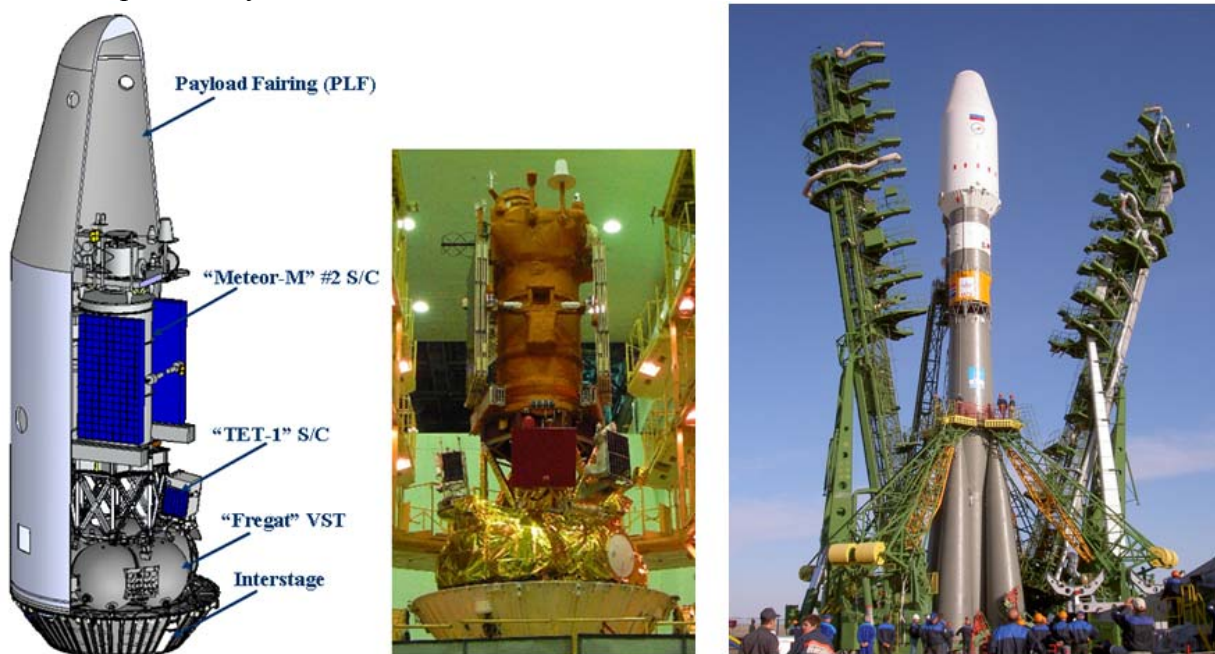 Payload Fairing (PLF)
“Meteor-M” #2 S/C
“TET-1” S/C
“Fregat” VST
Interstage